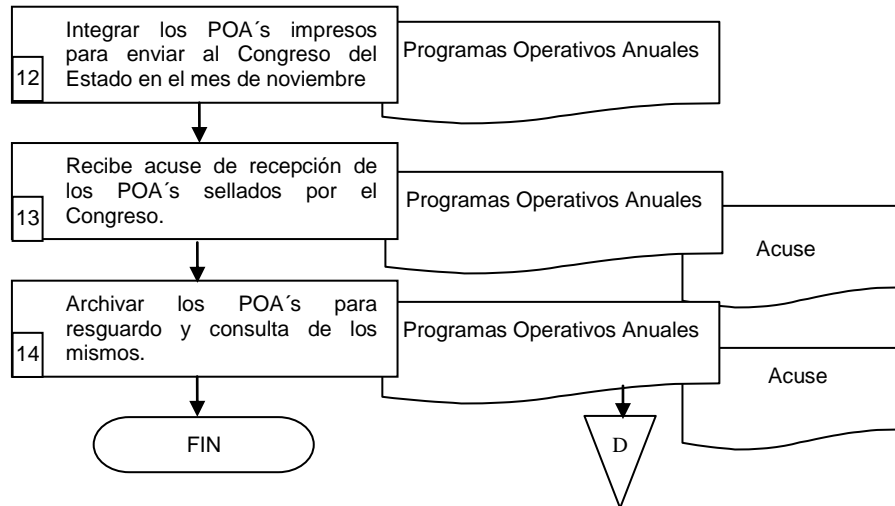 Integrar los POA´s impresos
para enviar al Congreso del
Estado en el mes de noviembre
12
Programas Operativos Anuales
Recibe acuse de recepción de
los POA´s sellados por el
Congreso.
13
Programas Operativos Anuales
Acuse
Archivar los POA´s para
resguardo y consulta de los
mismos.
14
Programas Operativos Anuales
Acuse
FIN
D